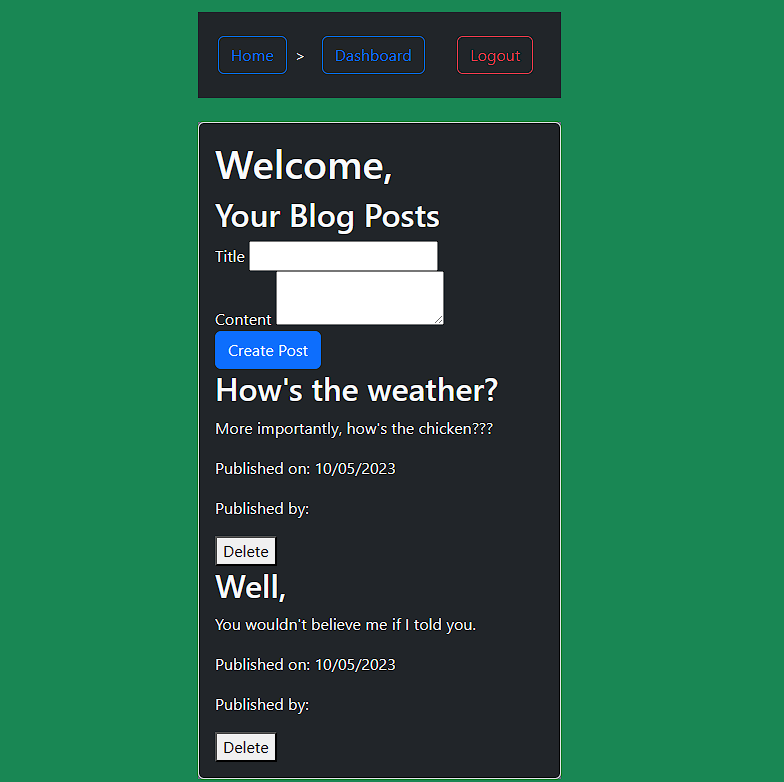 Home > Dashboard Logout
Welcome,
Your Blog Posts
Title
Content
Create Post
How's the weather?
More importantly, how's the chicken???
Published on: 10/05/2023
Published by:
Delete
Well,
You wouldn't believe me if I told you.
Published on: 10/05/2023
Published by:
Delete